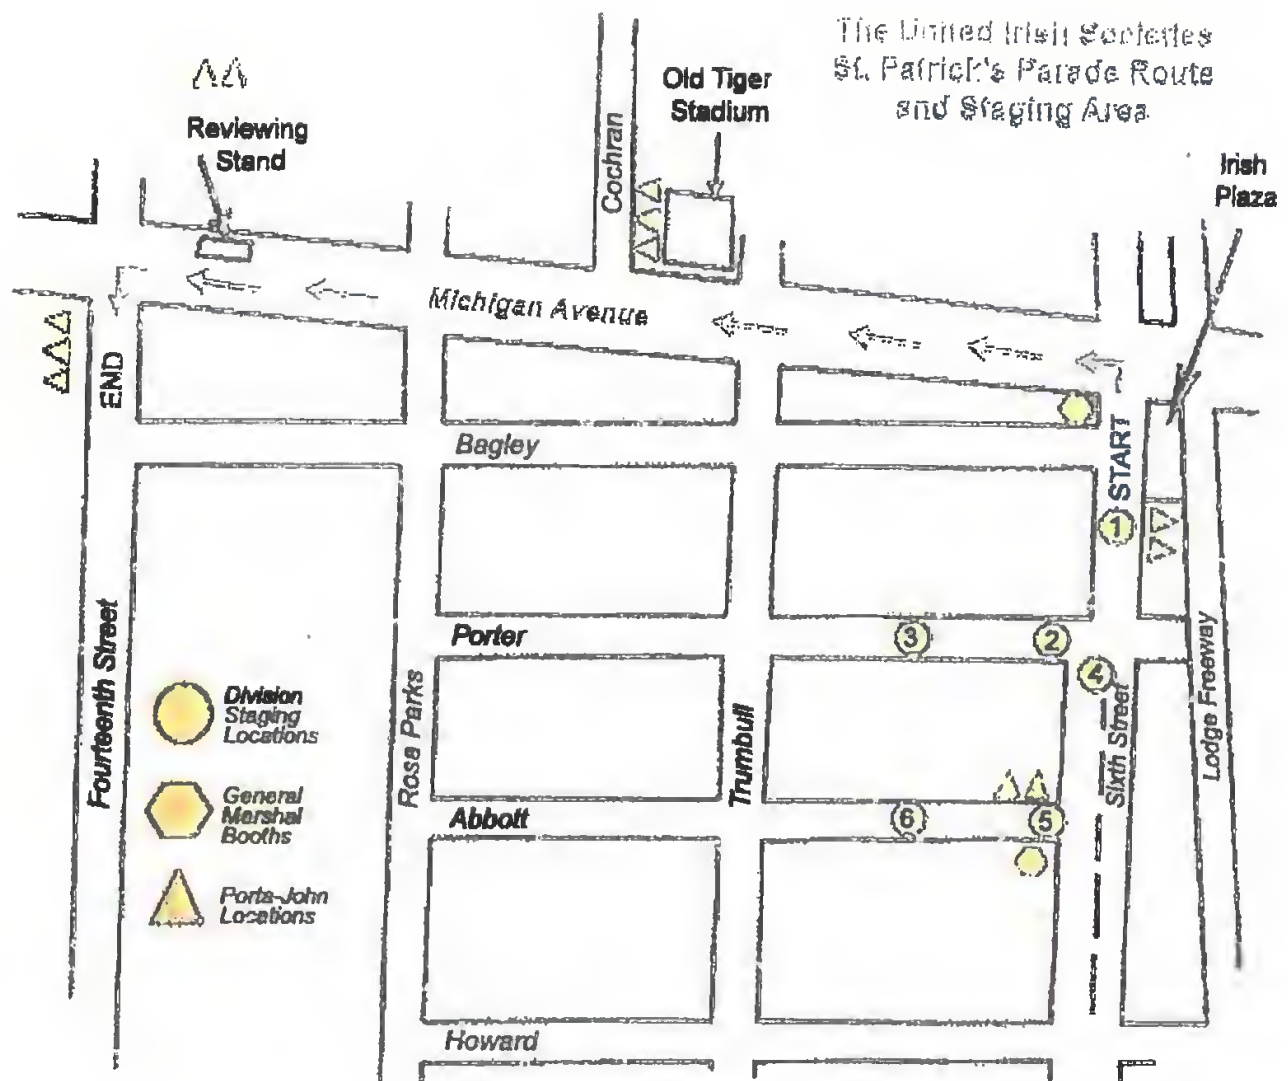 The United Irish Societies
St. Patrick's Parade Route
and Staging Area
Old Tiger
Stadium
Reviewing
Stand
Cochran
Irish
Plaza
Michigan Avenue
END
START
Bagley
1
Porter
3
2
4
Fourteenth Street
Rosa Parks
Trumbull
Sixth Street
Lodge Freeway
Division
Staging
Locations
General
Marshal
Booths
Abbott
6
5
Porta-John
Locations
Howard